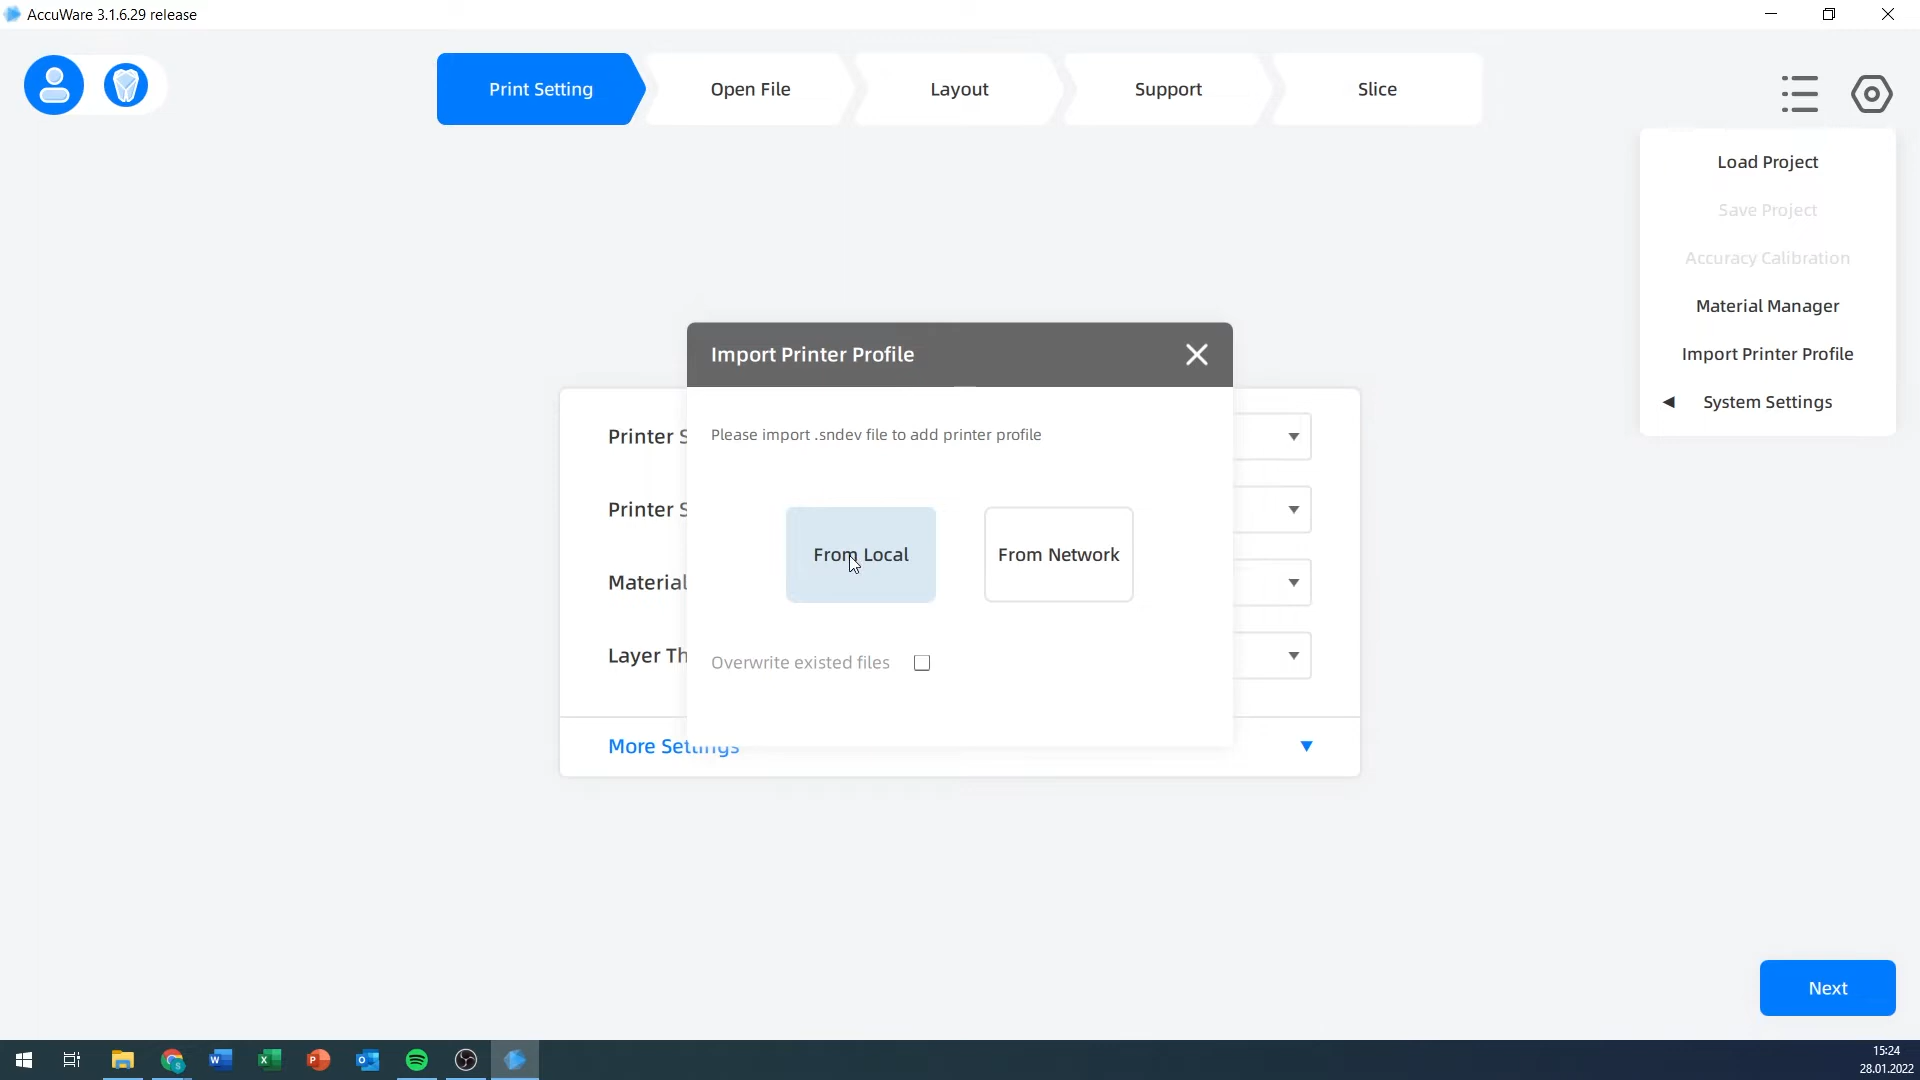 AccuWare 3.1.6.29 release
Print Setting
Open File
Layout
Support
Slice
Load Project
Save Project
Accuracy Calibration
Material Manager
Import Printer Profile
System Settings
Import Printer Profile
Please import .sndev file to add printer profile
Printer S
Printer S
From Local
From Network
Material
Layer Th
Overwrite existed files
More Settings
Next
15:24
28.01.2022